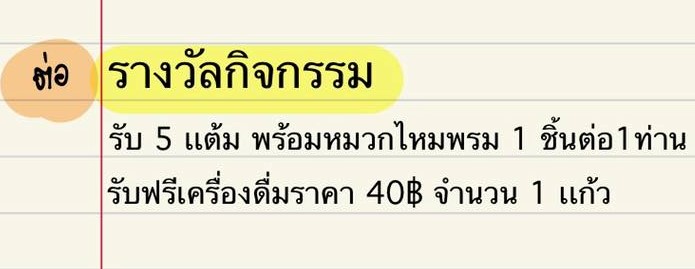 ต่อ รางวัลกิจกรรม
รับ 5 แต้ม พร้อมหมวกไหมพรม 1 ชิ้นต่อ1ท่าน
รับฟรีเครื่องดื่มราคา 40฿ จำนวน 1 แก้ว